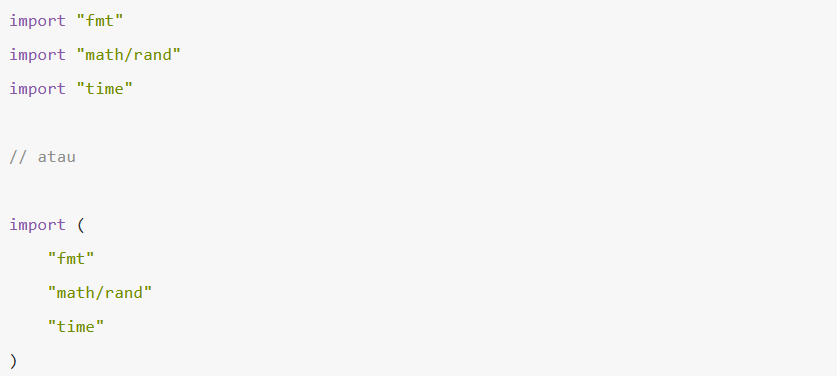 import "fmt"
import "math/rand"
import "time"
// atau
import (
    "fmt"
    "math/rand"
    "time"
)